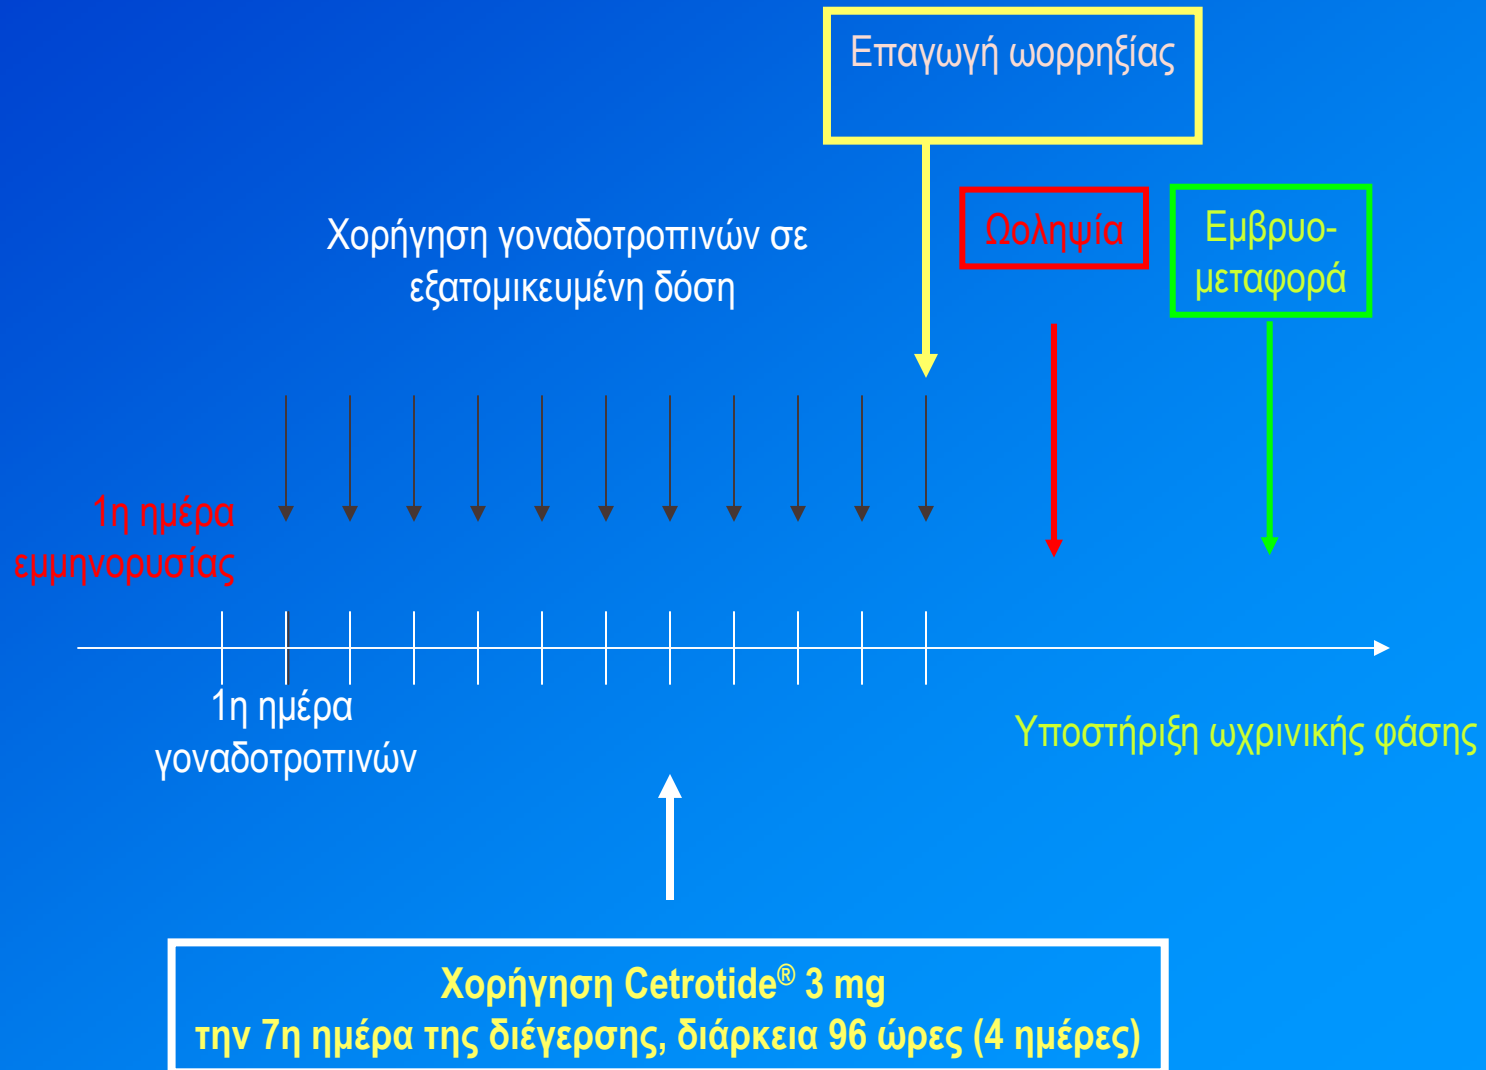 Επαγωγή ωορρηξίας
Χορήγηση γοναδοτροπινών σε
εξατομικευμένη δόση
Ωοληψία
Εμβρυο-
μεταφορά
1η ημέρα
εμμηνορυσίας
1η ημέρα
γοναδοτροπινών
Υποστήριξη ωχρινικής φάσης
Χορήγηση Cetrotide® 3 mg
την 7η ημέρα της διέγερσης, διάρκεια 96 ώρες (4 ημέρες)